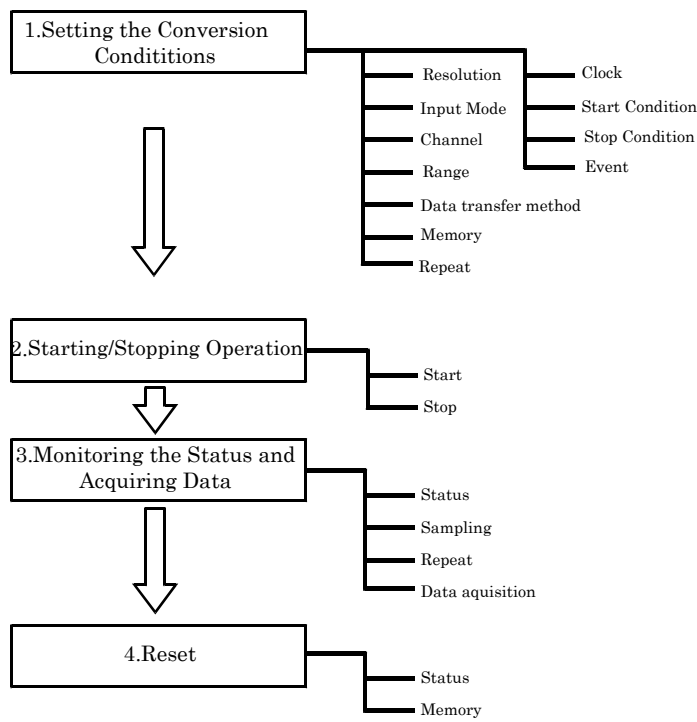 1.Setting the Conversion
Condititions
Resolution
Input Mode
Channel
Range
Data transfer method
Memory
Repeat
Clock
Start Condition
Stop Condition
Event
2.Starting/Stopping Operation
Start
Stop
3.Monitoring the Status and
Acquiring Data
Status
Sampling
Repeat
Data aquisition
4.Reset
Status
Memory